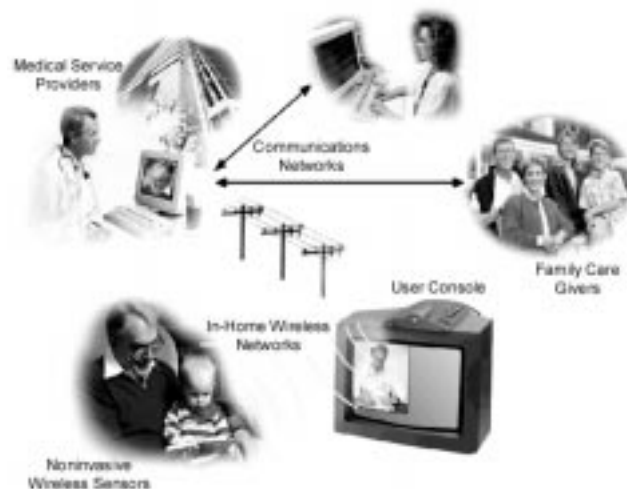 Medical Service
Providers
Communications
Networks
Family Care
Givers
User Console
In-Home Wireless
Networks
Noninvasive
Wireless Sensors